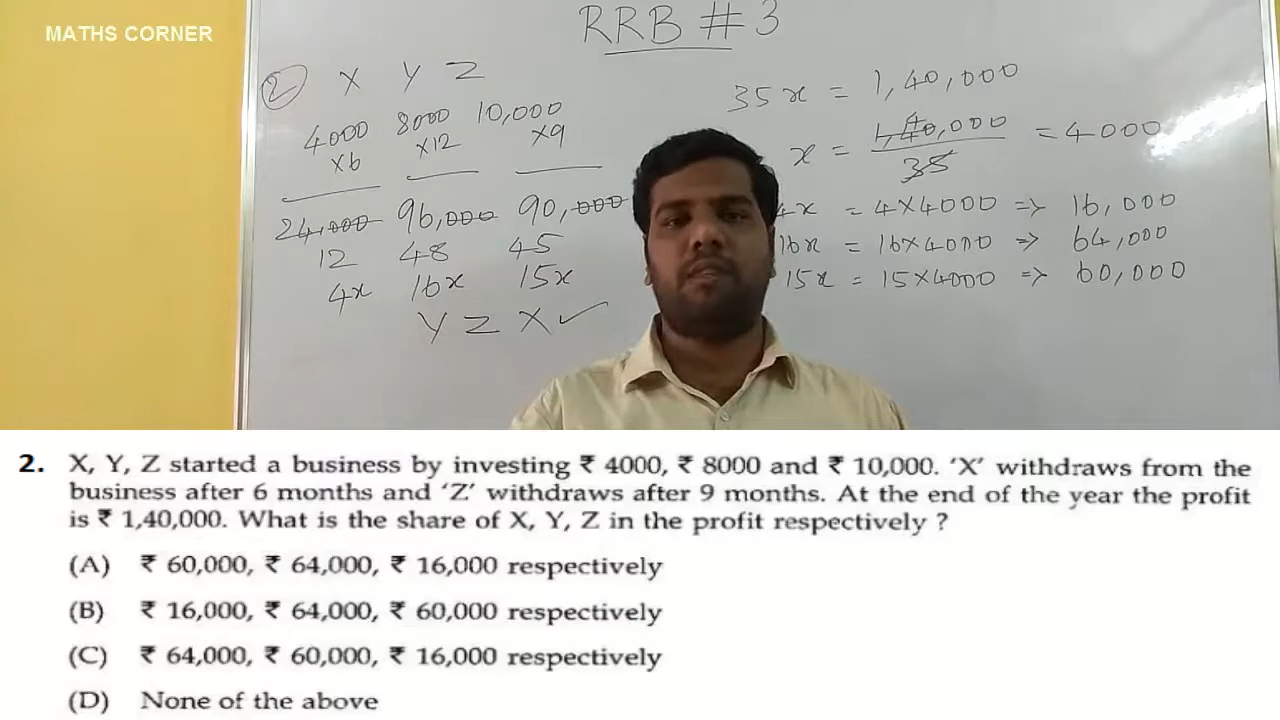 MATHS CORNER
RRB # 3
2 X Y Z
4000 8000 10,000
×6 ×12 ×9
24,000 96,000 90,000
12 48 45
4x 16x 15x
Y Z X ✓
35x = 1,40,000
x = 1,40,000 / 35 = 4000
4
4x = 4×4000 => 16,000
16x = 16×4000 => 64,000
15x = 15×4000 => 60,000
2. X, Y, Z started a business by investing ₹ 4000, ₹ 8000 and ₹ 10,000. ‘X’ withdraws from the
business after 6 months and ‘Z’ withdraws after 9 months. At the end of the year the profit
is ₹ 1,40,000. What is the share of X, Y, Z in the profit respectively ?
(A) ₹ 60,000, ₹ 64,000, ₹ 16,000 respectively
(B) ₹ 16,000, ₹ 64,000, ₹ 60,000 respectively
(C) ₹ 64,000, ₹ 60,000, ₹ 16,000 respectively
(D) None of the above